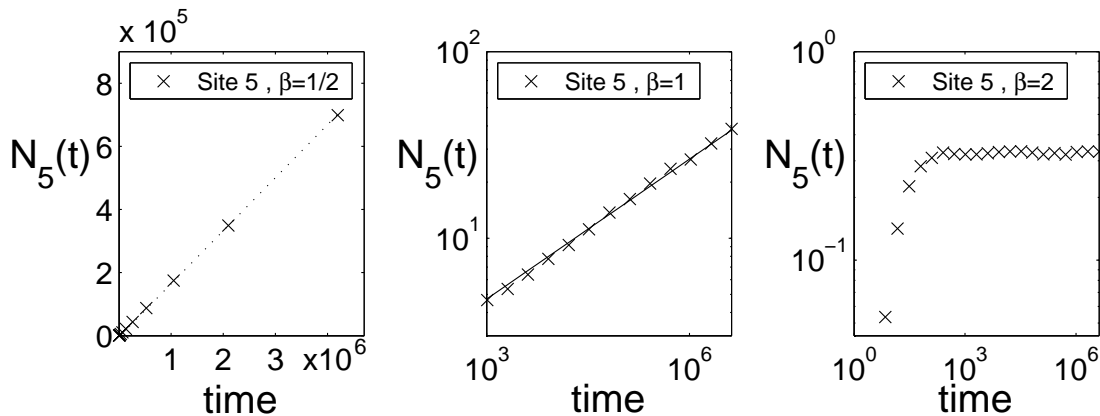 x 10^5
× Site 5 , β=1/2
8
6
4
2
0
N_5(t)
1 2 3 x10^6
time
10^2
× Site 5 , β=1
N_5(t)
10^1
10^3 10^6
time
10^0
× Site 5 , β=2
N_5(t)
10^-1
10^0 10^3 10^6
time